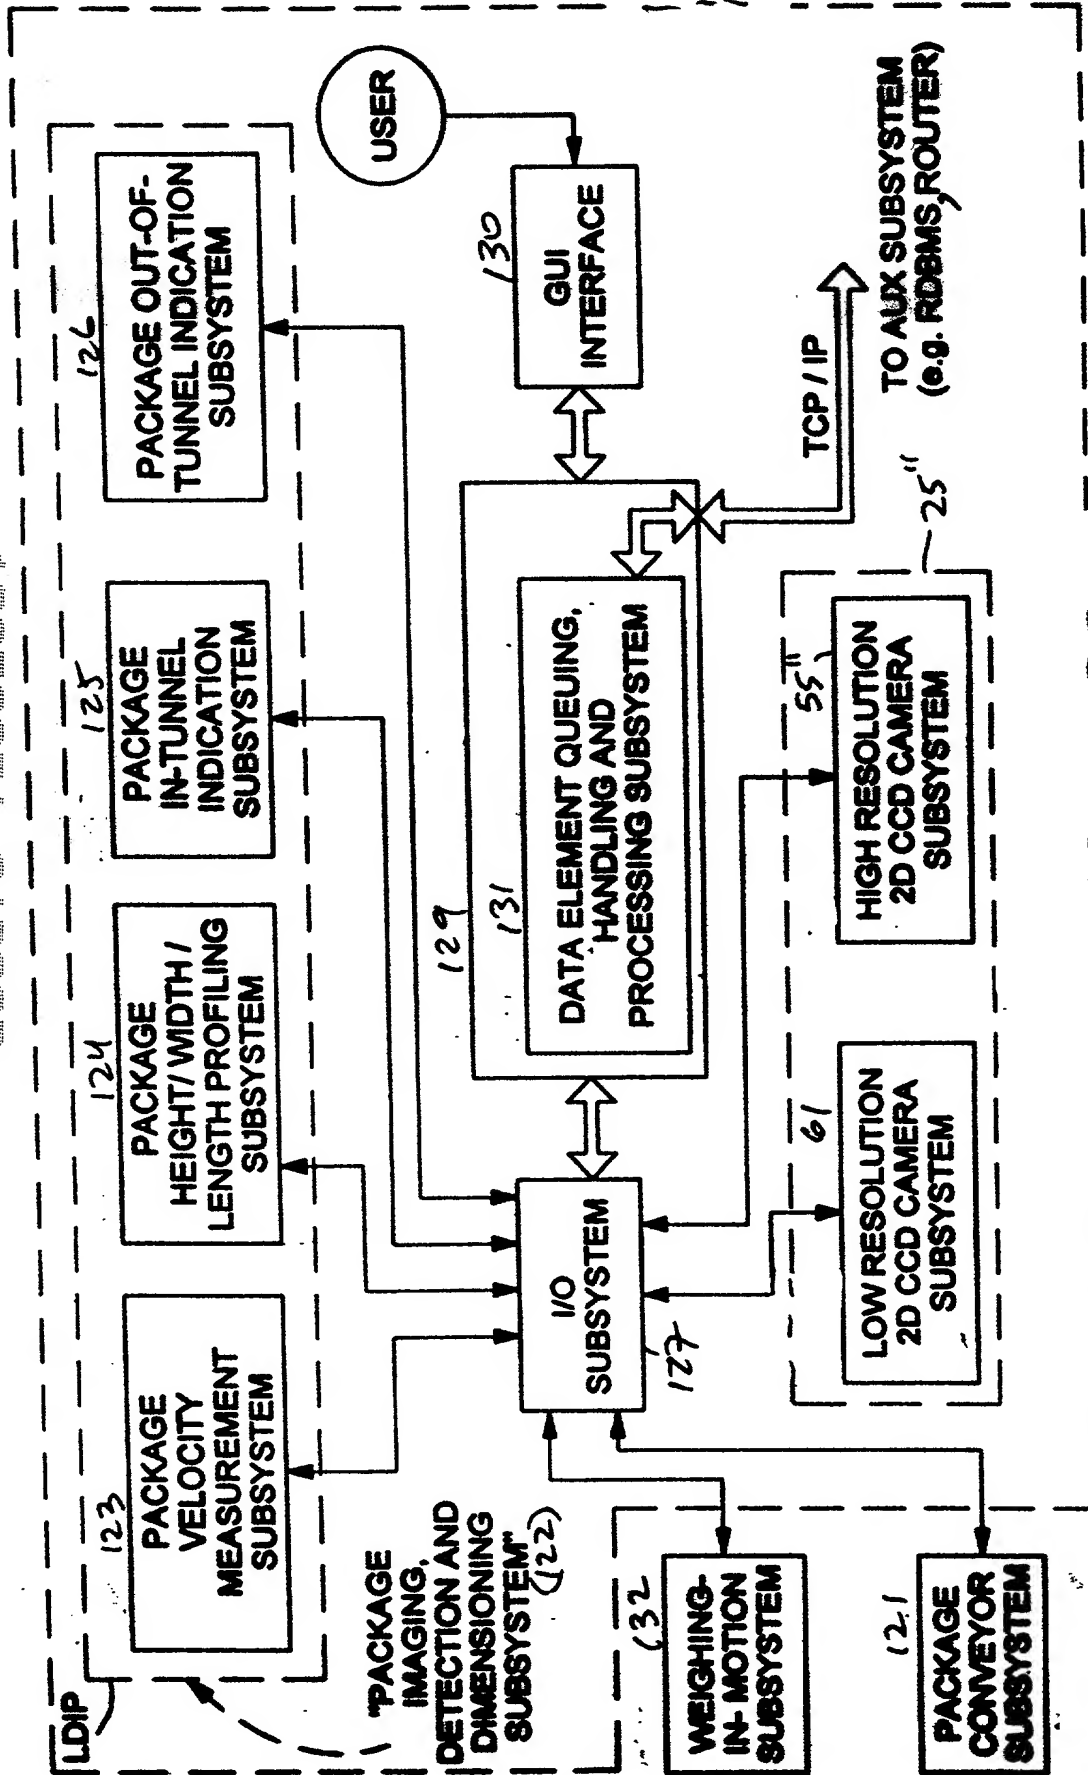 LDIP
123
PACKAGE
VELOCITY
MEASUREMENT
SUBSYSTEM
124
PACKAGE
HEIGHT/ WIDTH /
LENGTH PROFILING
SUBSYSTEM
125
PACKAGE
IN-TUNNEL
INDICATION
SUBSYSTEM
126
PACKAGE OUT-OF-
TUNNEL INDICATION
SUBSYSTEM
USER
"PACKAGE
IMAGING,
DETECTION AND
DIMENSIONING
SUBSYSTEM"
(122)
I/O
SUBSYSTEM
127
129
131
DATA ELEMENT QUEUING,
HANDLING AND
PROCESSING SUBSYSTEM
130
GUI
INTERFACE
TCP / IP
TO AUX SUBSYSTEM
(e.g. RDBMS, ROUTER)
132
WEIGHING-
IN- MOTION
SUBSYSTEM
121
PACKAGE
CONVEYOR
SUBSYSTEM
61
LOW RESOLUTION
2D CCD CAMERA
SUBSYSTEM
55"
HIGH RESOLUTION
2D CCD CAMERA
SUBSYSTEM
25"